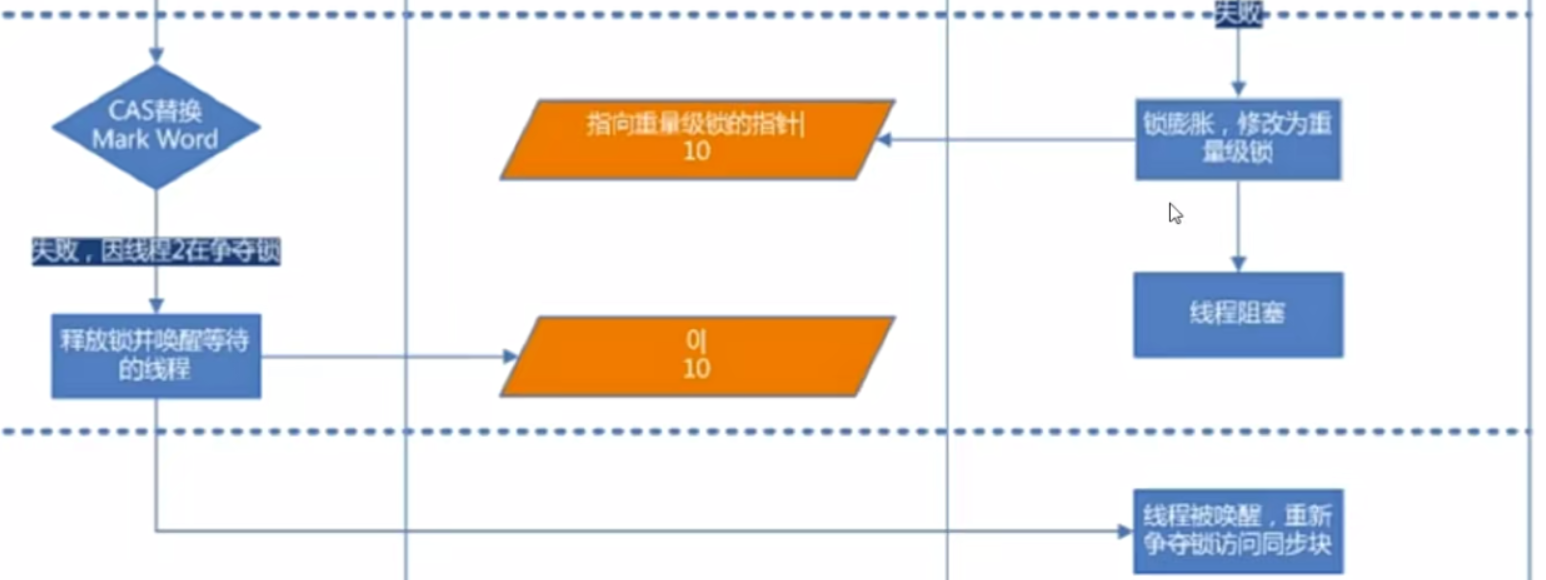 失败
CAS替换
Mark Word
指向重量级锁的指针|
10
锁膨胀，修改为重
量级锁
失败，因线程2在争夺锁
释放锁并唤醒等待
的线程
0|
10
线程阻塞
线程被唤醒，重新
争夺锁访问同步块